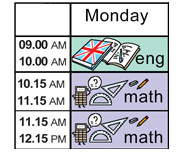 Monday
09.00 AM
10.00 AM
eng
10.15 AM
11.15 AM
math
11.15 AM
12.15 PM
math